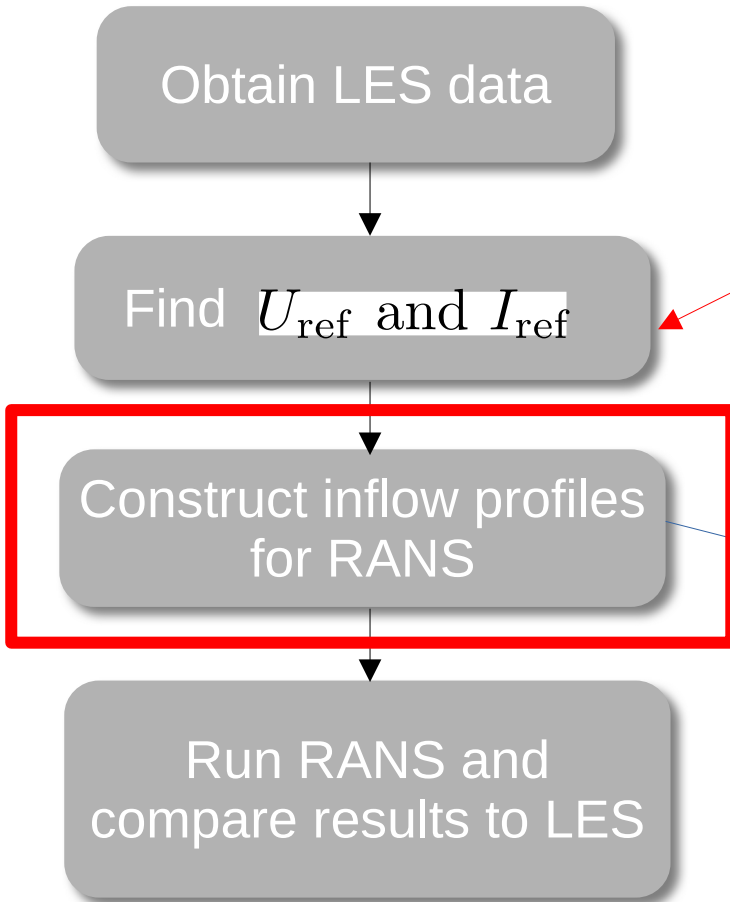 Obtain LES data
Find U_ref and I_ref
Construct inflow profiles
for RANS
Run RANS and
compare results to LES